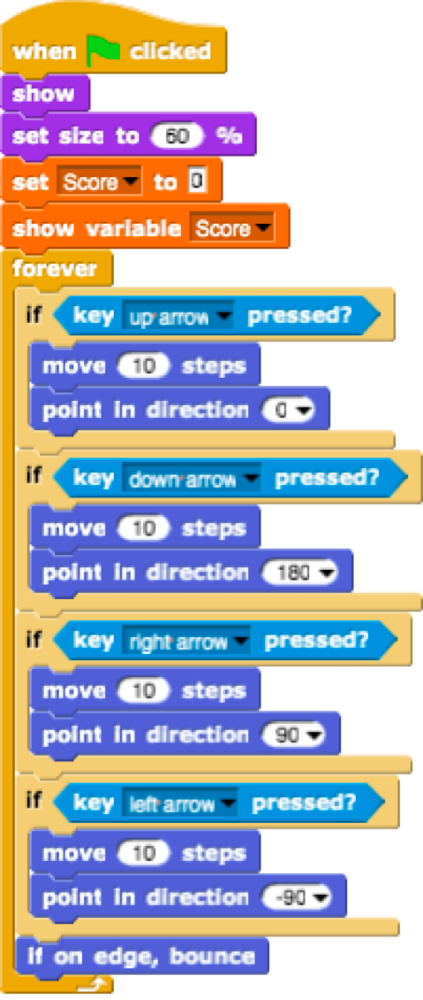 when clicked
show
set size to 60 %
set Score to 0
show variable Score
forever
if key up arrow pressed?
move 10 steps
point in direction 0
if key down arrow pressed?
move 10 steps
point in direction 180
if key right arrow pressed?
move 10 steps
point in direction 90
if key left arrow pressed?
move 10 steps
point in direction -90
if on edge, bounce